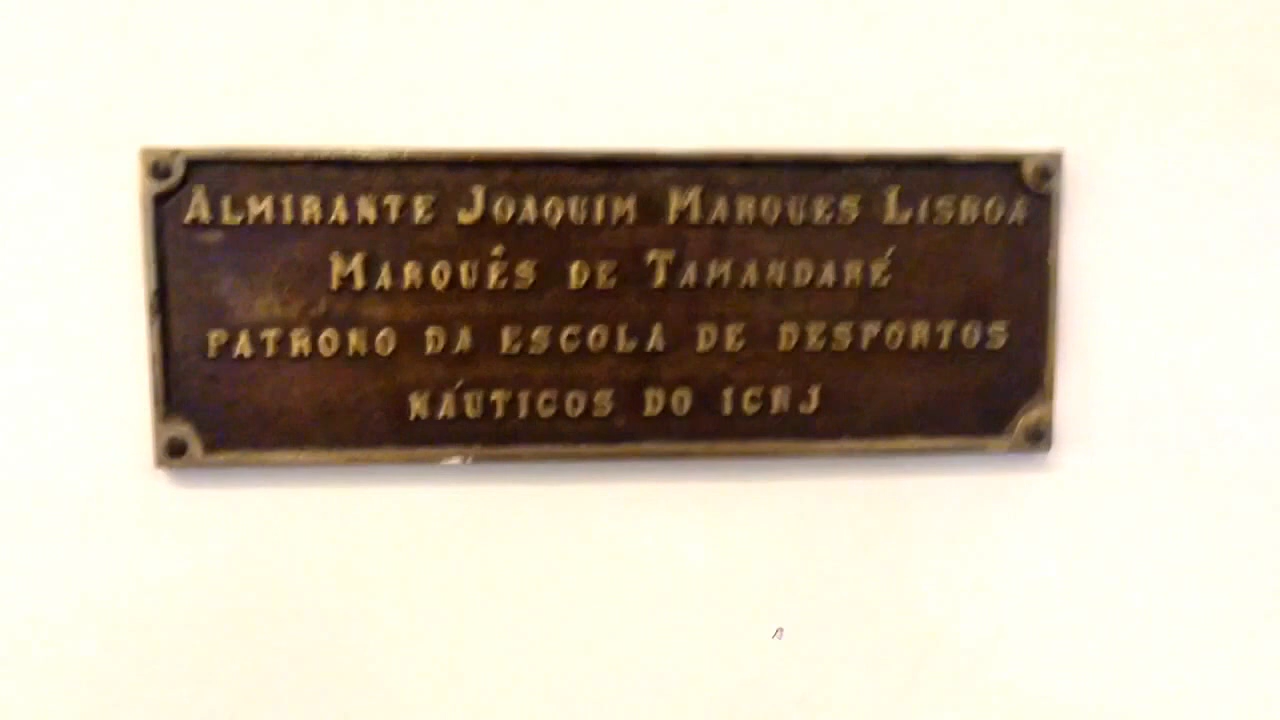 ALMIRANTE JOAQUIM MARQUES LISBOA
MARQUÊS DE TAMANDARÉ
PATRONO DA ESCOLA DE DESPORTOS
NÁUTICOS DO ICRJ